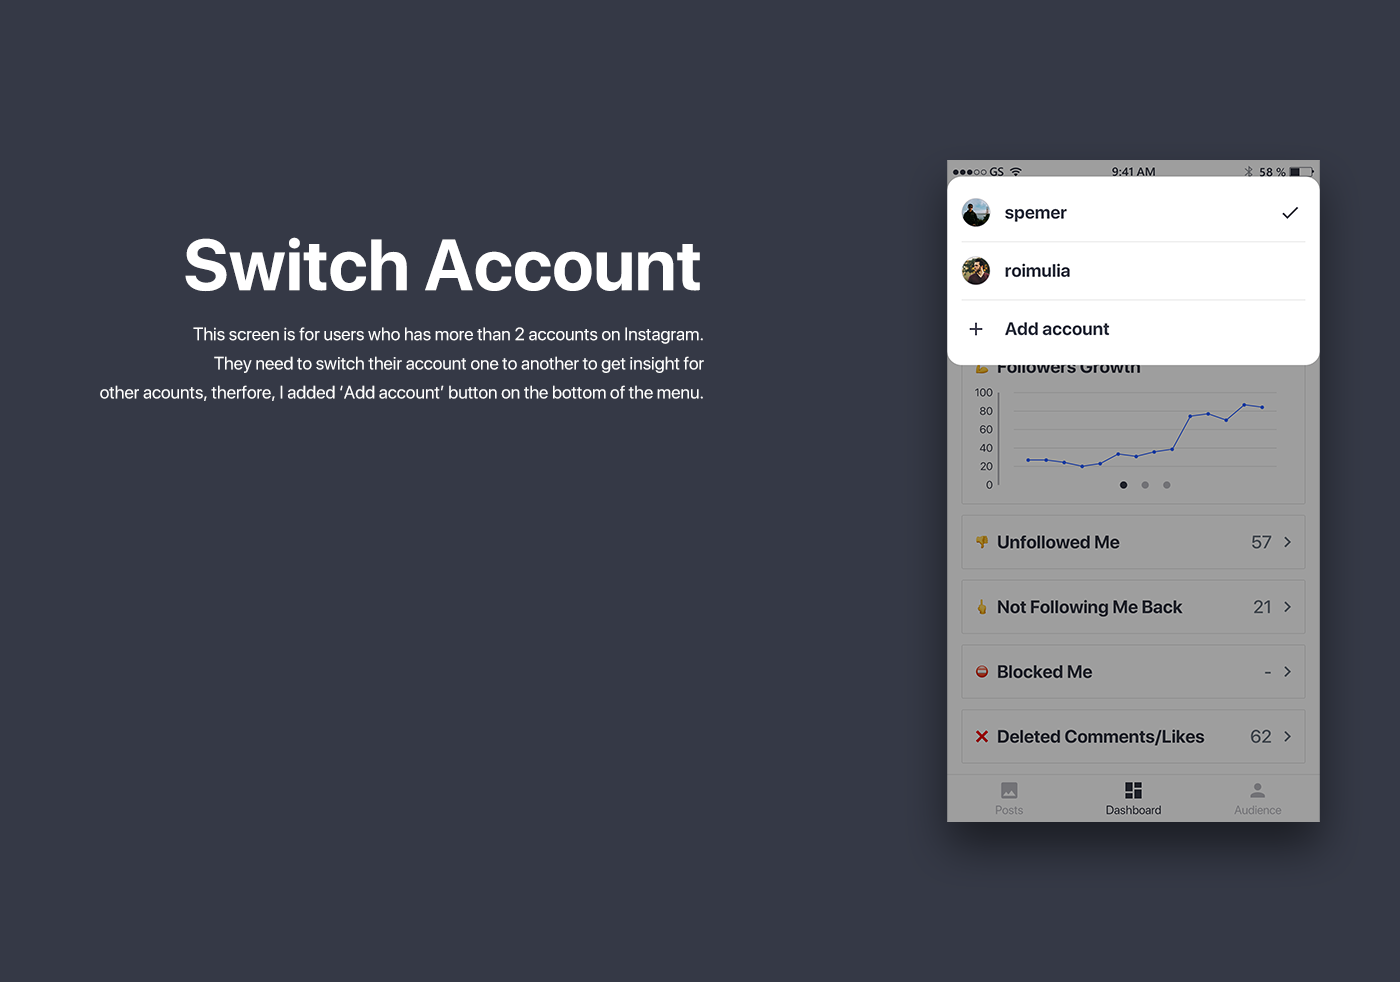 Switch Account
This screen is for users who has more than 2 accounts on Instagram.
They need to switch their account one to another to get insight for
other acounts, therfore, I added ‘Add account’ button on the bottom of the menu.
GS 9:41 AM 58 %
spemer
roimulia
+ Add account
Followers Growth
100
80
60
40
20
0
Unfollowed Me 57
Not Following Me Back 21
Blocked Me -
Deleted Comments/Likes 62
Posts Dashboard Audience